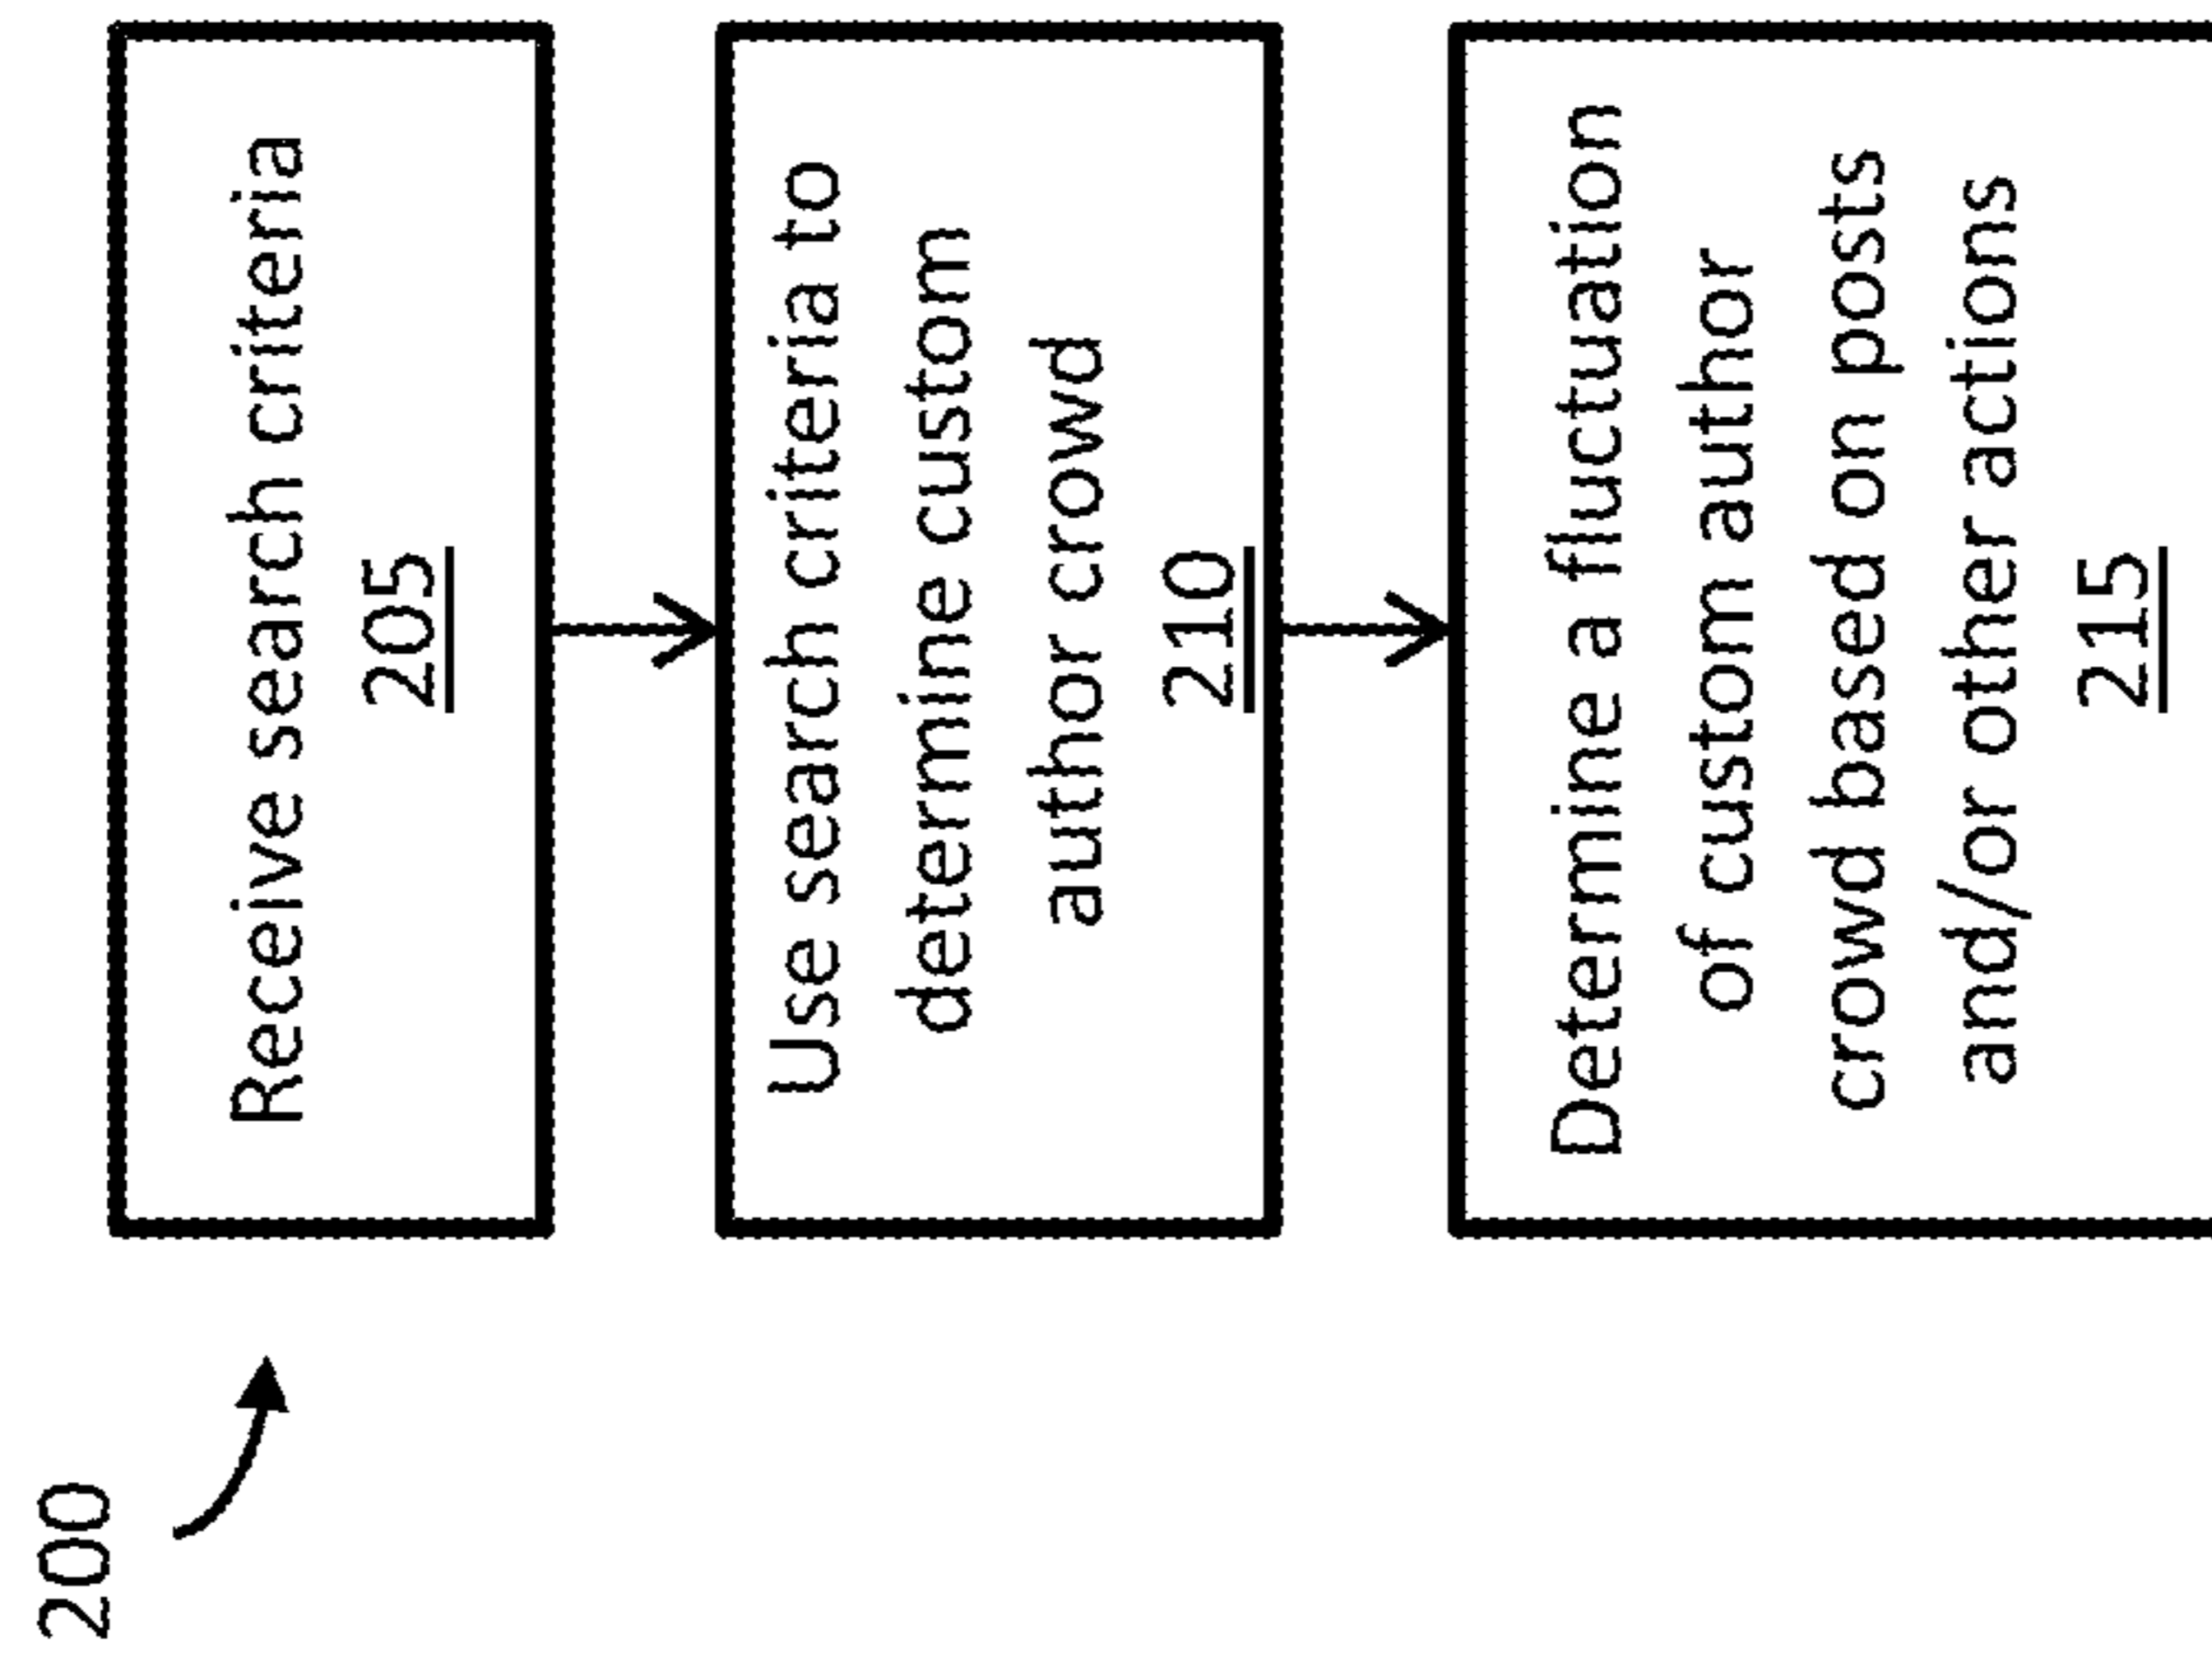 200
Receive search criteria
205
Use search criteria to
determine custom
author crowd
210
Determine a fluctuation
of custom author
crowd based on posts
and/or other actions
215